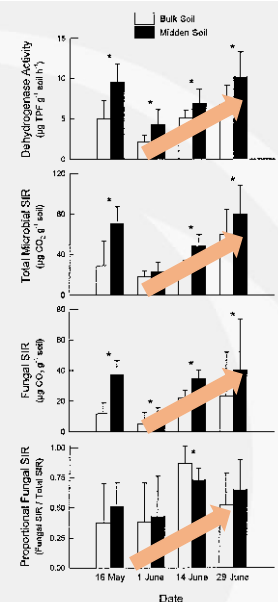 Bulk Soil
Midden Soil
Dehydrogenase Activity
(µg TPF g⁻¹ soil h⁻¹)
15
10
5
0
*
*
*
*
Total Microbial SIR
(µg CO₂ g⁻¹ soil)
120
80
40
0
*
*
*
Fungal SIR
(µg CO₂ g⁻¹ soil)
80
60
40
20
0
*
*
*
*
Proportional Fungal SIR
(Fungal SIR / Total SIR)
1.00
0.75
0.50
0.25
0.00
*
16 May
1 June
14 June
29 June
Date